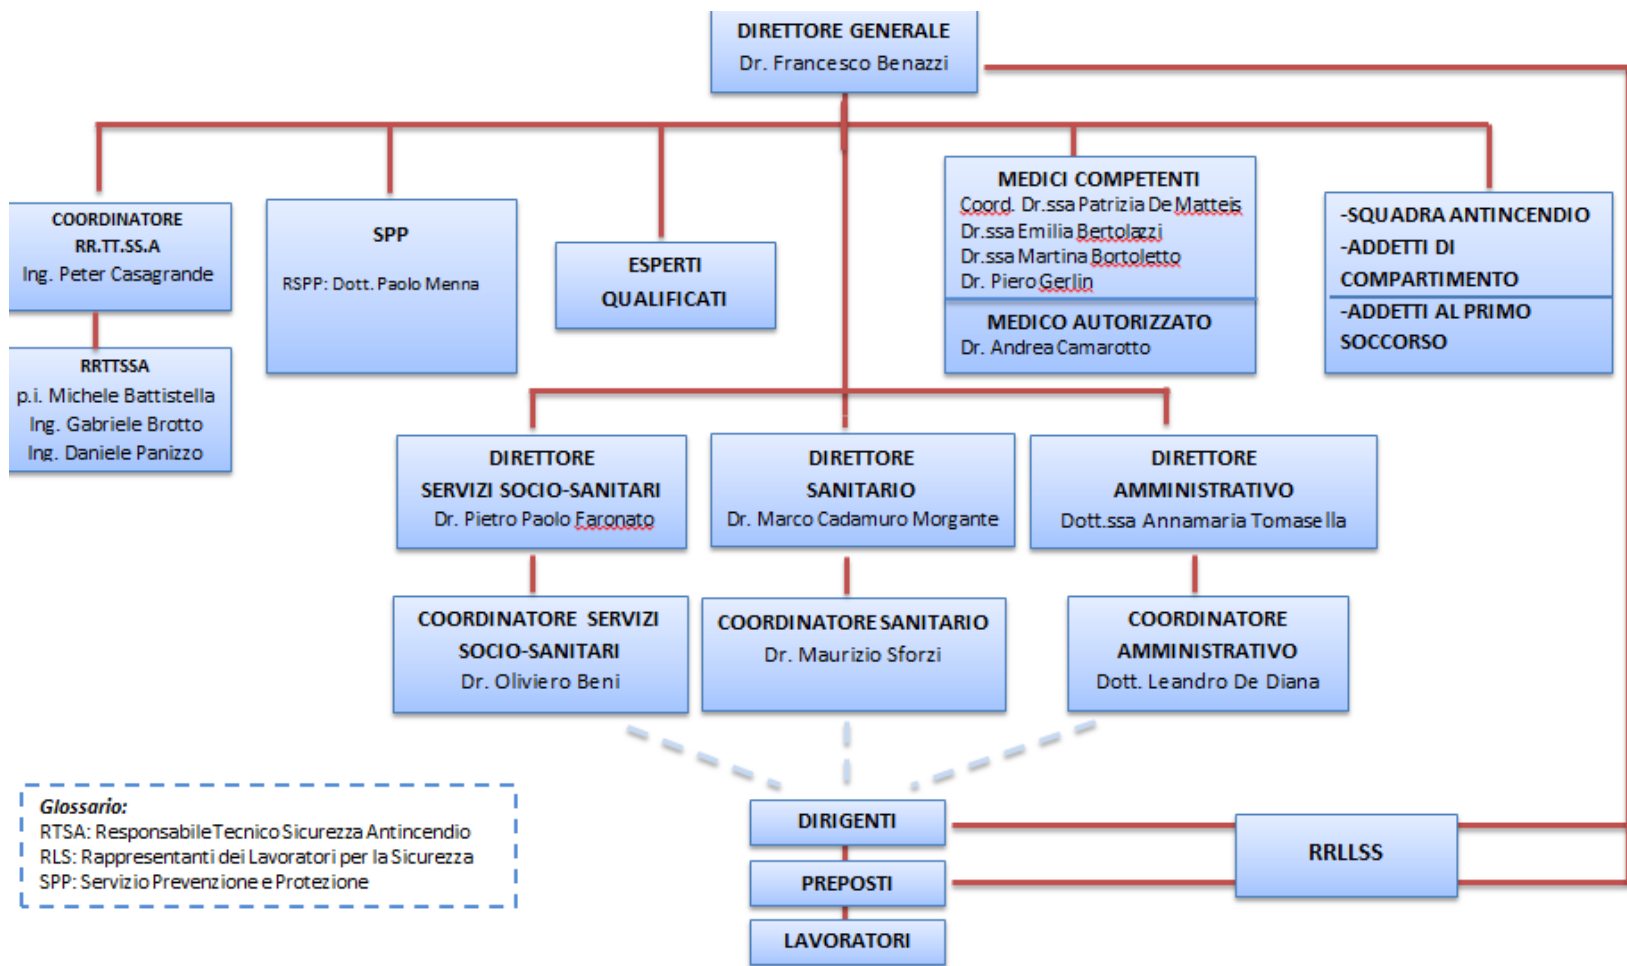 DIRETTORE GENERALE
Dr. Francesco Benazzi
COORDINATORE
RR.TT.SS.A
Ing. Peter Casagrande
RRTTSSA
p.i. Michele Battistella
Ing. Gabriele Brotto
Ing. Daniele Panizzo
SPP
RSPP: Dott. Paolo Menna
ESPERTI
QUALIFICATI
MEDICI COMPETENTI
Coord. Dr.ssa Patrizia De Matteis
Dr.ssa Emilia Bertolazzi
Dr.ssa Martina Bortoletto
Dr. Piero Gerlin
MEDICO AUTORIZZATO
Dr. Andrea Camarotto
-SQUADRA ANTINCENDIO
-ADDETTI DI
COMPARTIMENTO
-ADDETTI AL PRIMO
SOCCORSO
DIRETTORE
SERVIZI SOCIO-SANITARI
Dr. Pietro Paolo Faronato
DIRETTORE
SANITARIO
Dr. Marco Cadamuro Morgante
DIRETTORE
AMMINISTRATIVO
Dott.ssa Annamaria Tomasella
COORDINATORE SERVIZI
SOCIO-SANITARI
Dr. Oliviero Beni
COORDINATORE SANITARIO
Dr. Maurizio Sforzi
COORDINATORE
AMMINISTRATIVO
Dott. Leandro De Diana
Glossario:
RTSA: Responsabile Tecnico Sicurezza Antincendio
RLS: Rappresentanti dei Lavoratori per la Sicurezza
SPP: Servizio Prevenzione e Protezione
DIRIGENTI
PREPOSTI
LAVORATORI
RRLLSS